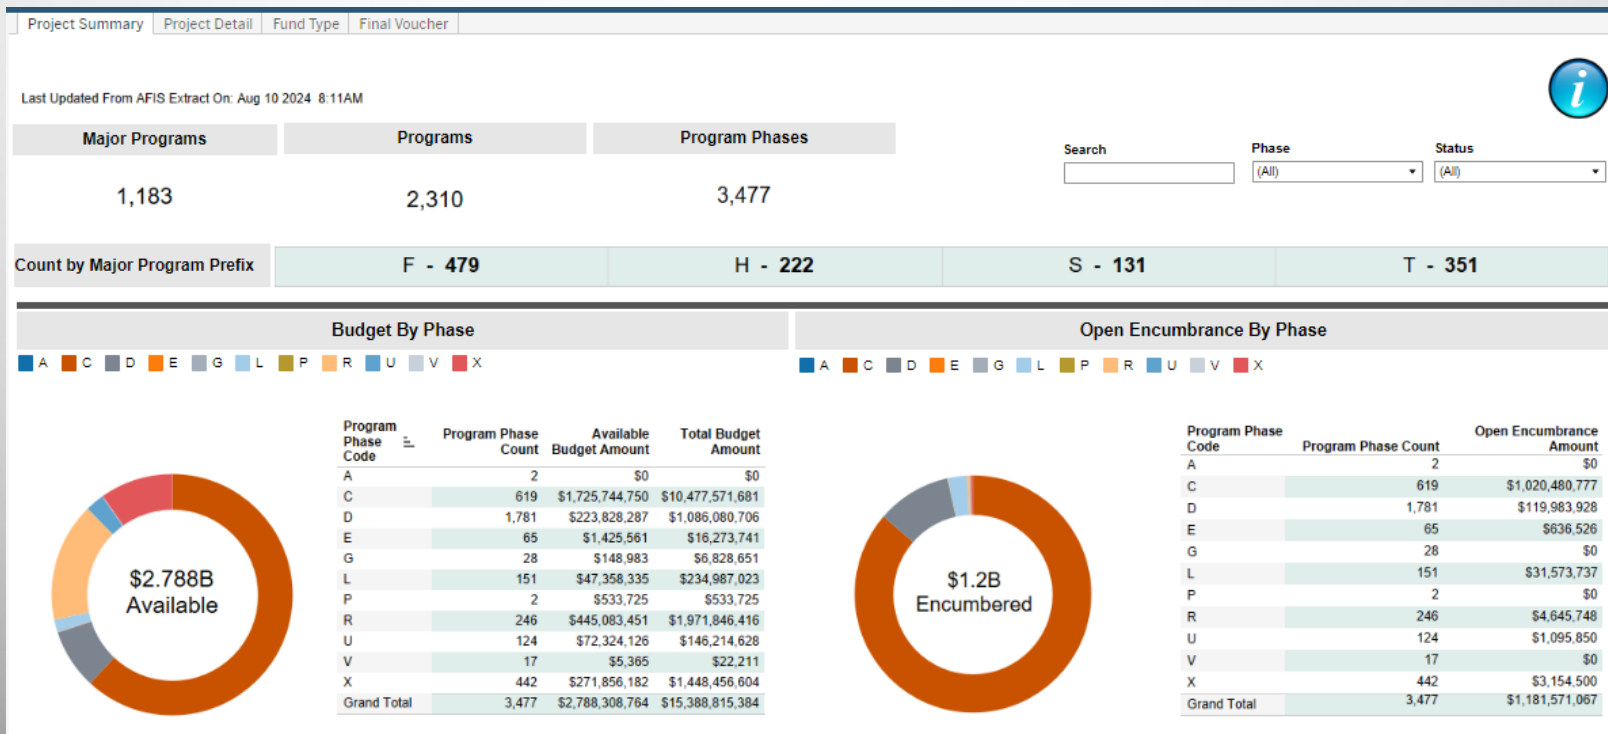 Project Summary Project Detail Fund Type Final Voucher
i
Last Updated From AFIS Extract On: Aug 10 2024 8:11AM
Major Programs Programs Program Phases
Search Phase Status
(All) (All)
1,183 2,310 3,477
Count by Major Program Prefix F - 479 H - 222 S - 131 T - 351
Budget By Phase
A C D E G L P R U V X
$2.788B
Available
Program
Phase
Code
Program Phase
Count
Available
Budget Amount
Total Budget
Amount
A 2 $0 $0
C 619 $1,725,744,750 $10,477,571,681
D 1,781 $223,828,287 $1,086,080,706
E 65 $1,425,561 $16,273,741
G 28 $148,983 $6,828,651
L 151 $47,358,335 $234,987,023
P 2 $533,725 $533,725
R 246 $445,083,451 $1,971,846,416
U 124 $72,324,126 $146,214,628
V 17 $5,365 $22,211
X 442 $271,856,182 $1,448,456,604
Grand Total 3,477 $2,788,308,764 $15,388,815,384
Open Encumbrance By Phase
A C D E G L P R U V X
$1.2B
Encumbered
Program Phase
Code
Program Phase Count
Open Encumbrance
Amount
A 2 $0
C 619 $1,020,480,777
D 1,781 $119,983,928
E 65 $636,526
G 28 $0
L 151 $31,573,737
P 2 $0
R 246 $4,645,748
U 124 $1,095,850
V 17 $0
X 442 $3,154,500
Grand Total 3,477 $1,181,571,067